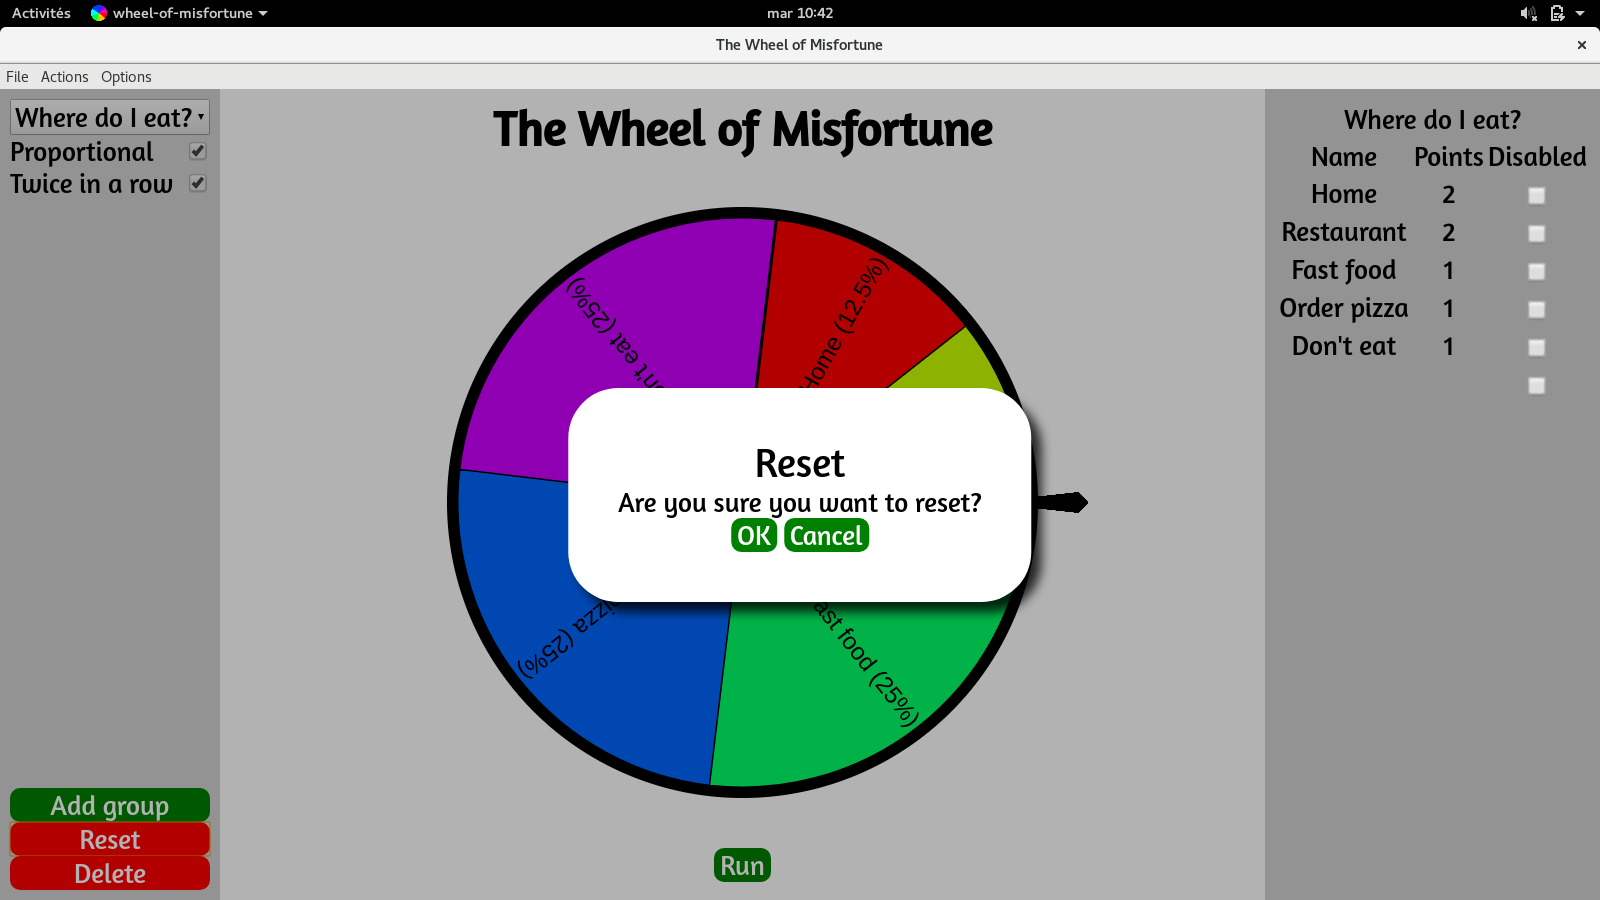 Activités wheel-of-misfortune mar 10:42
The Wheel of Misfortune
File Actions Options
Where do I eat?
Proportional
Twice in a row
The Wheel of Misfortune
Where do I eat?
Name Points Disabled
Home 2
Restaurant 2
Fast food 1
Order pizza 1
Don't eat 1
Home (12.5%)
eat (25%)
pizza (25%)
food (25%)
Reset
Are you sure you want to reset?
OK Cancel
Add group
Reset
Delete
Run